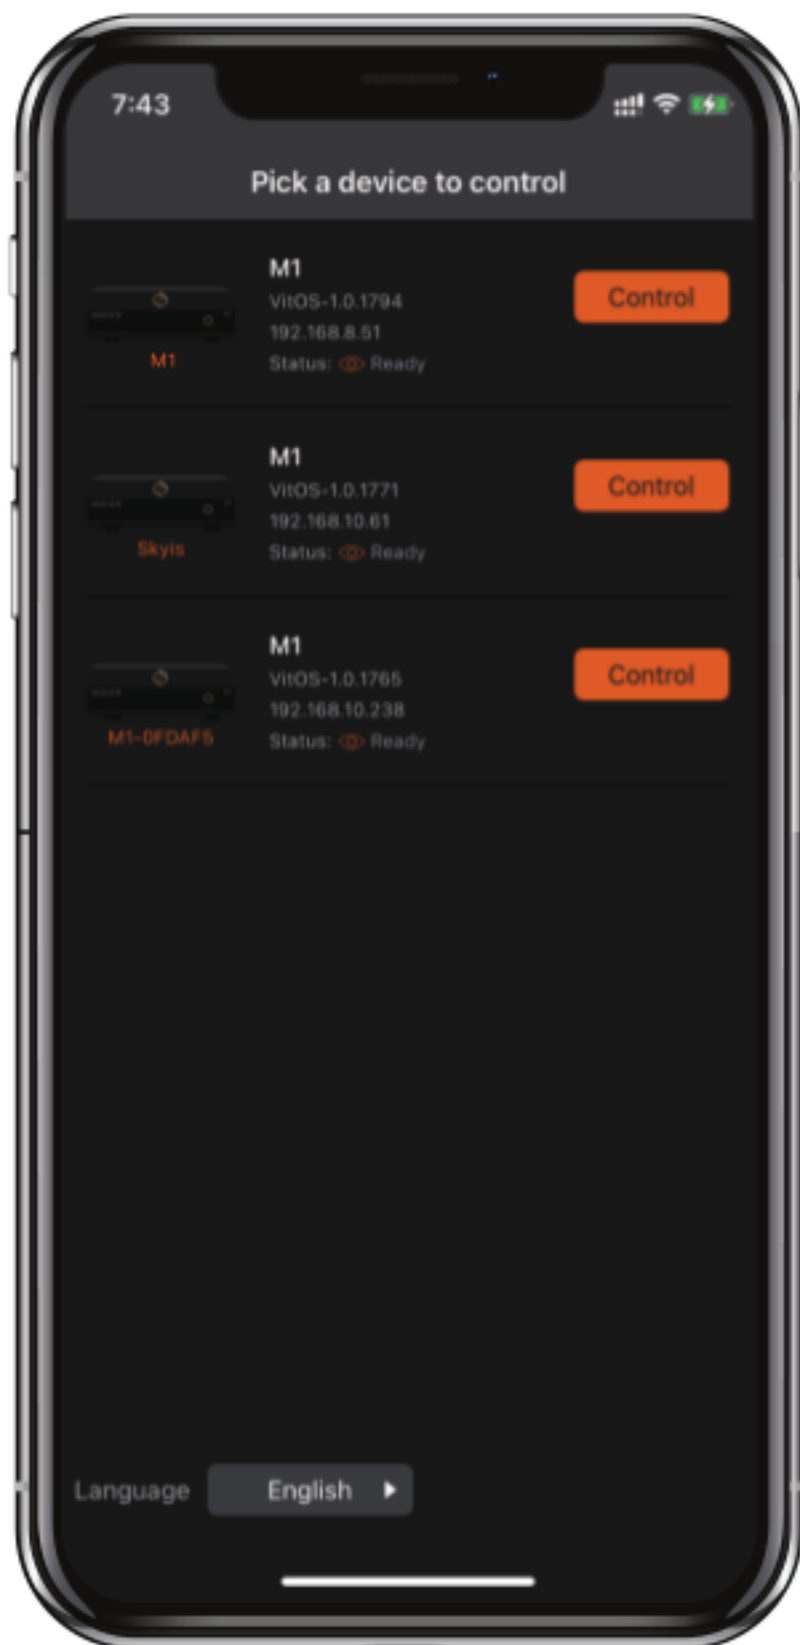 7:43
Pick a device to control
M1
VitOS-1.0.1794
192.168.8.51
Status: Ready
M1
Control
M1
VitOS-1.0.1771
192.168.10.61
Status: Ready
Skyis
Control
M1
VitOS-1.0.1765
192.168.10.238
Status: Ready
M1-0FDAF5
Control
Language
English